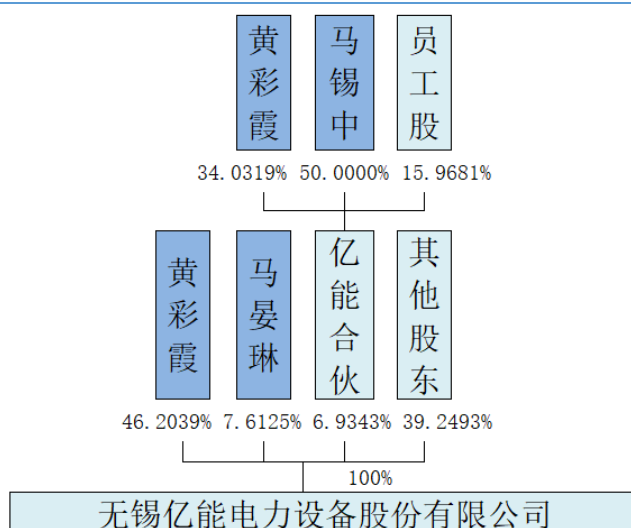 黄彩霞 马锡中 员工股
34.0319% 50.0000% 15.9681%
黄彩霞 马晏琳 亿能合伙 其他股东
46.2039% 7.6125% 6.9343% 39.2493%
100%
无锡亿能电力设备股份有限公司